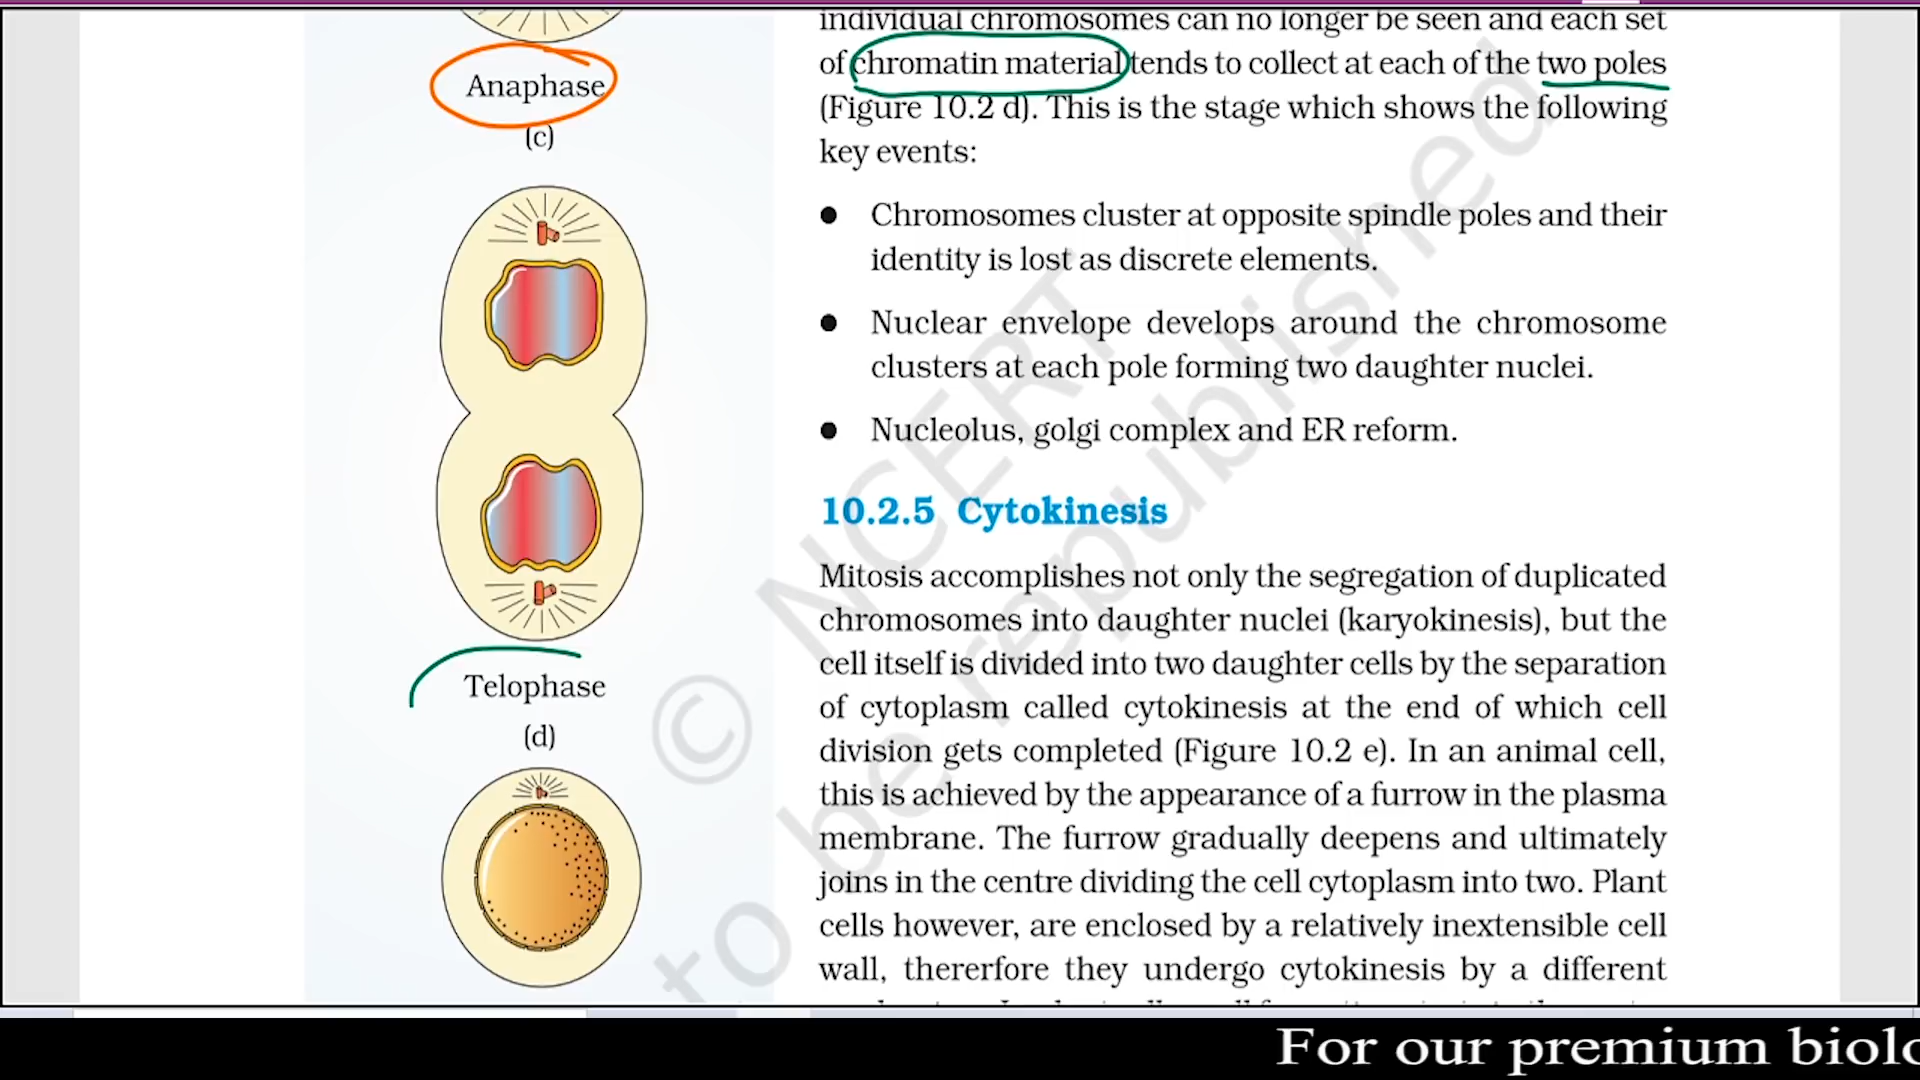 individual chromosomes can no longer be seen and each set
of chromatin material tends to collect at each of the two poles
(Figure 10.2 d). This is the stage which shows the following
key events:
● Chromosomes cluster at opposite spindle poles and their
identity is lost as discrete elements.
● Nuclear envelope develops around the chromosome
clusters at each pole forming two daughter nuclei.
● Nucleolus, golgi complex and ER reform.
10.2.5 Cytokinesis
Mitosis accomplishes not only the segregation of duplicated
chromosomes into daughter nuclei (karyokinesis), but the
cell itself is divided into two daughter cells by the separation
of cytoplasm called cytokinesis at the end of which cell
division gets completed (Figure 10.2 e). In an animal cell,
this is achieved by the appearance of a furrow in the plasma
membrane. The furrow gradually deepens and ultimately
joins in the centre dividing the cell cytoplasm into two. Plant
cells however, are enclosed by a relatively inextensible cell
wall, thererfore they undergo cytokinesis by a different
Anaphase
(c)
Telophase
(d)
© NCERT
to be republished
For our premium biolo